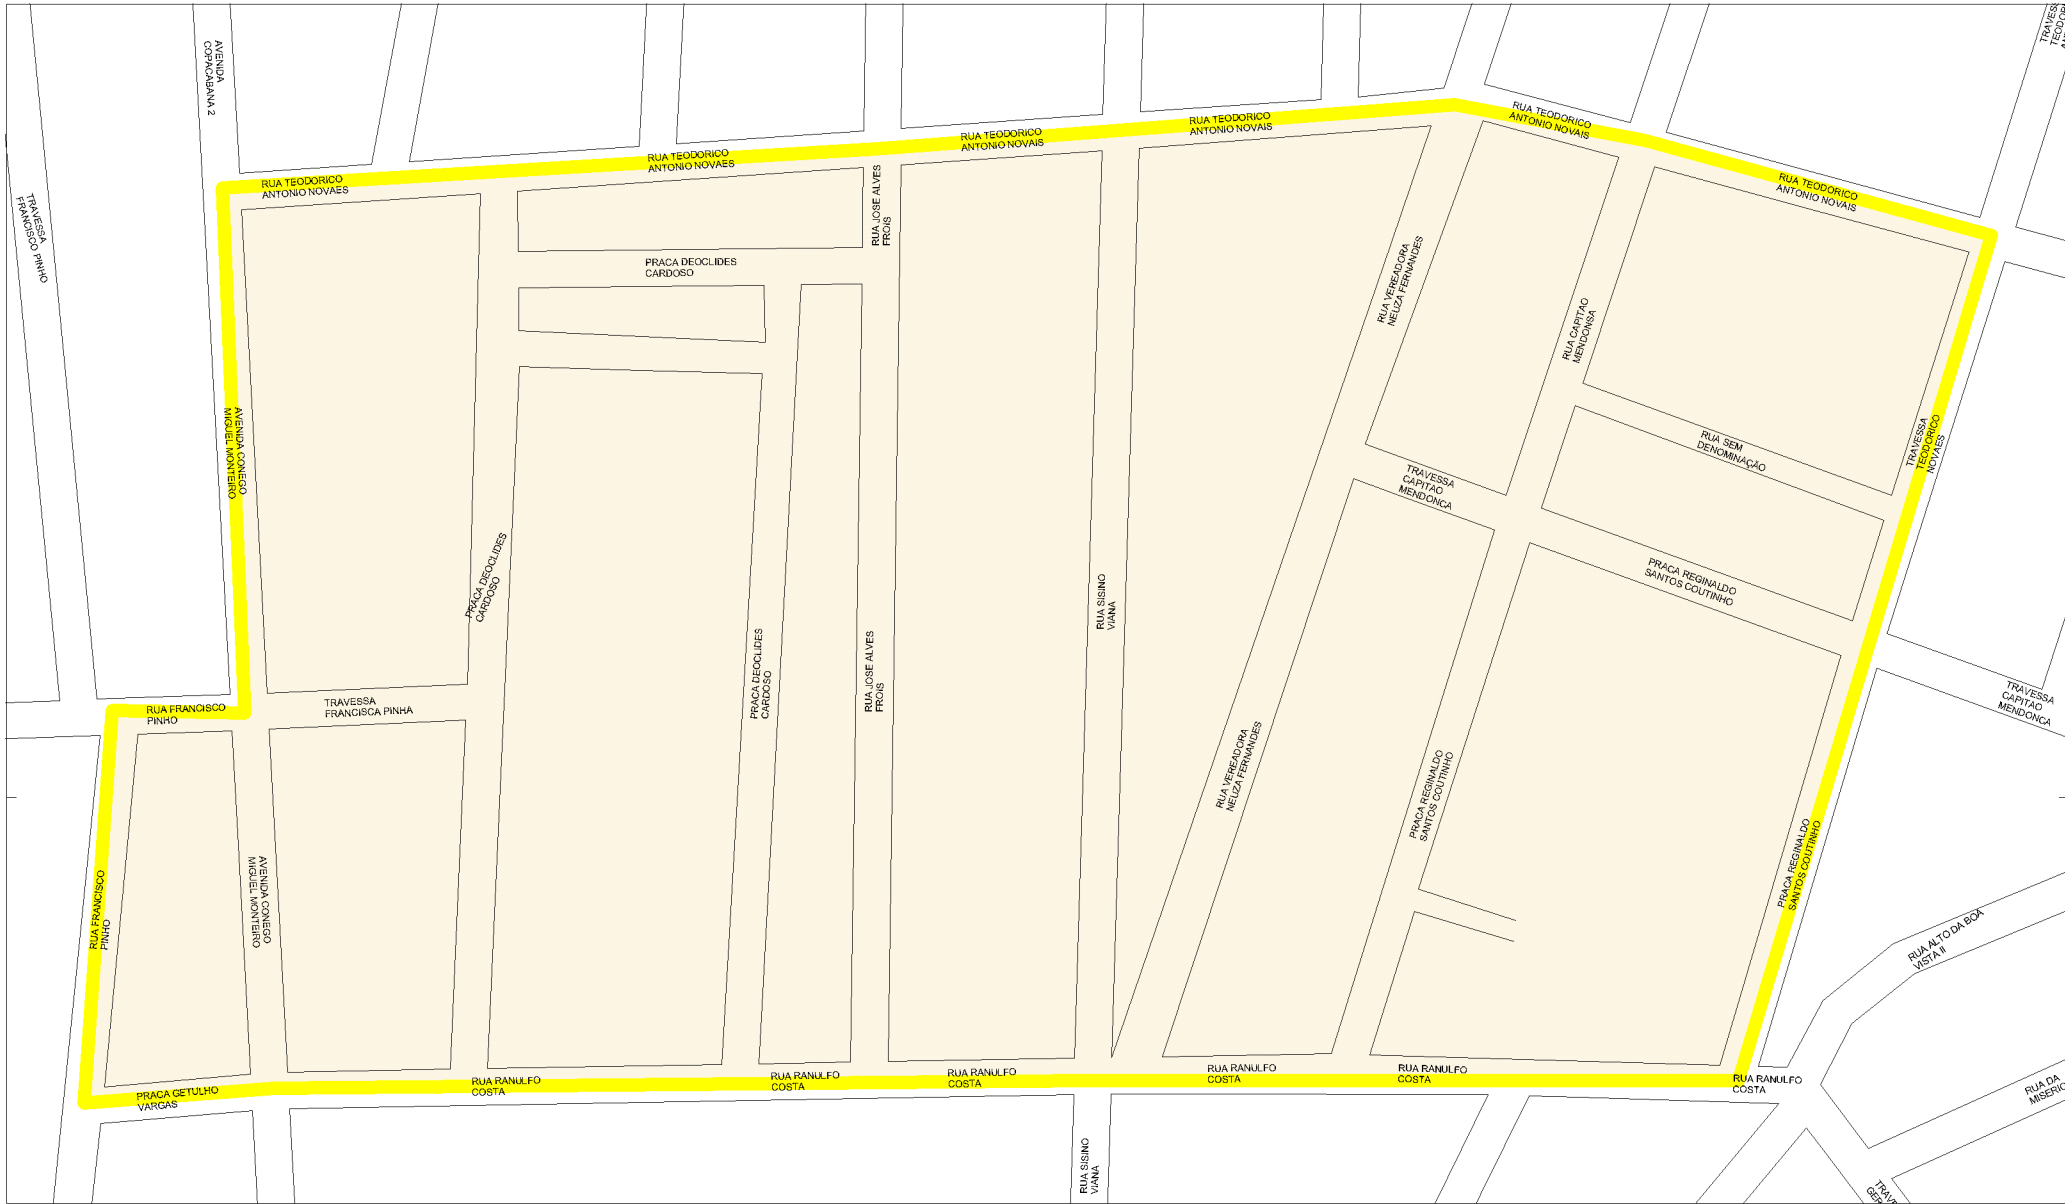 AVENIDA
COPACABANA 2
TRAVESSA
FRANCISCO PINHO
RUA TEODORICO
ANTONIO NOVAES
RUA TEODORICO
ANTONIO NOVAES
RUA TEODORICO
ANTONIO NOVAIS
RUA TEODORICO
ANTONIO NOVAIS
RUA TEODORICO
ANTONIO NOVAIS
RUA TEODORICO
ANTONIO NOVAIS
RUA JOSE ALVES
FROIS
PRACA DEOCLIDES
CARDOSO
RUA VEREADORA
NEUZA FERNANDES
RUA CAPITAO
MENDONSA
AVENIDA CONEGO
MIGUEL MONTEIRO
RUA SEM
DENOMINAÇÃO
TRAVESSA
TEODORICO
NOVAES
TRAVESSA
CAPITAO
MENDONCA
PRACA DEOCLIDES
CARDOSO
RUA SISINO
VIANA
PRACA REGINALDO
SANTOS COUTINHO
PRACA DEOCLIDES
CARDOSO
RUA JOSE ALVES
FROIS
RUA FRANCISCO
PINHO
TRAVESSA
FRANCISCA PINHA
TRAVESSA
CAPITAO
MENDONCA
RUA VEREADORA
NEUZA FERNANDES
PRACA REGINALDO
SANTOS COUTINHO
PRACA REGINALDO
SANTOS COUTINHO
RUA FRANCISCO
PINHO
AVENIDA CONEGO
MIGUEL MONTEIRO
RUA ALTO DA BOA
VISTA II
PRACA GETULHO
VARGAS
RUA RANULFO
COSTA
RUA RANULFO
COSTA
RUA RANULFO
COSTA
RUA RANULFO
COSTA
RUA RANULFO
COSTA
RUA RANULFO
COSTA
RUA DA
RUA SISINO
VIANA